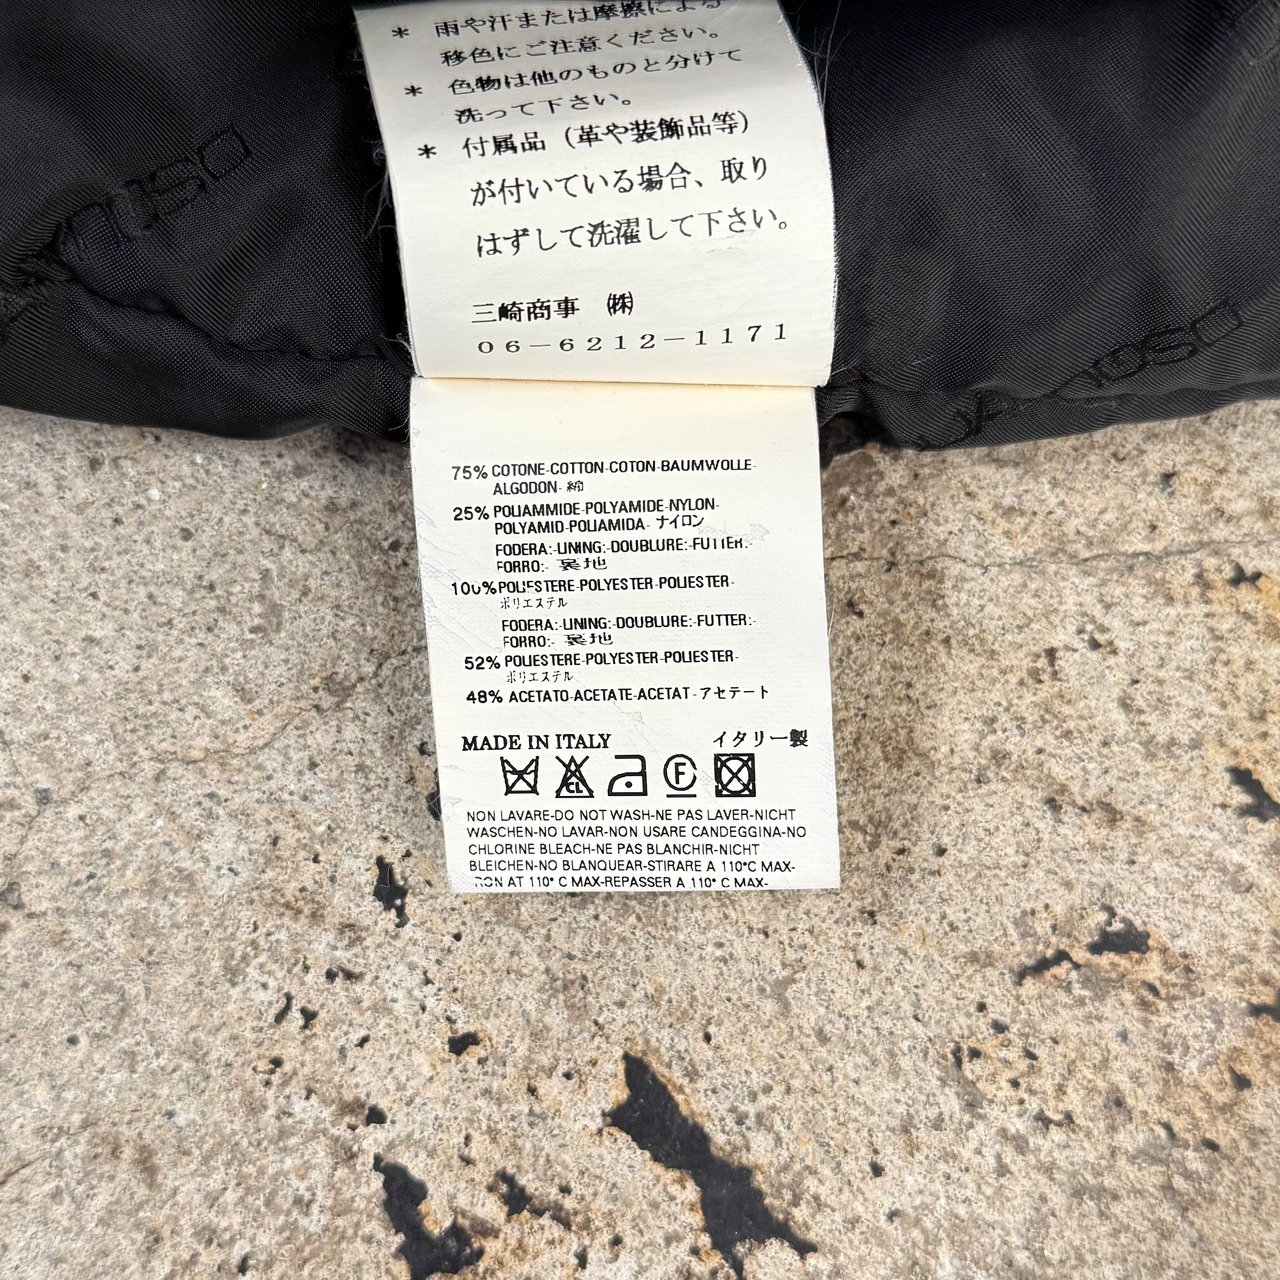 * 雨や汗または摩擦による
移色にご注意ください。
* 色物は他のものと分けて
洗って下さい。
* 付属品（革や装飾品等）
が付いている場合、取り
はずして洗濯して下さい。
三崎商事 ㈱
06-6212-1171
75% COTONE-COTTON-COTON-BAUMWOLLE-
ALGODON- 綿
25% POLIAMMIDE-POLYAMIDE-NYLON-
POLYAMID-POLIAMIDA- ナイロン
FODERA:-LINING:-DOUBLURE:-FUTTER:-
FORRO:- 裏地
100% POLIESTERE-POLYESTER-POLIESTER-
ポリエステル
FODERA:-LINING:-DOUBLURE:-FUTTER:-
FORRO:- 裏地
52% POLIESTERE-POLYESTER-POLIESTER-
ポリエステル
48% ACETATO-ACETATE-ACETAT-アセテート
MADE IN ITALY イタリー製
CL F
NON LAVARE-DO NOT WASH-NE PAS LAVER-NICHT
WASCHEN-NO LAVAR-NON USARE CANDEGGINA-NO
CHLORINE BLEACH-NE PAS BLANCHIR-NICHT
BLEICHEN-NO BLANQUEAR-STIRARE A 110°C MAX-
IRON AT 110° C MAX-REPASSER A 110° C MAX-